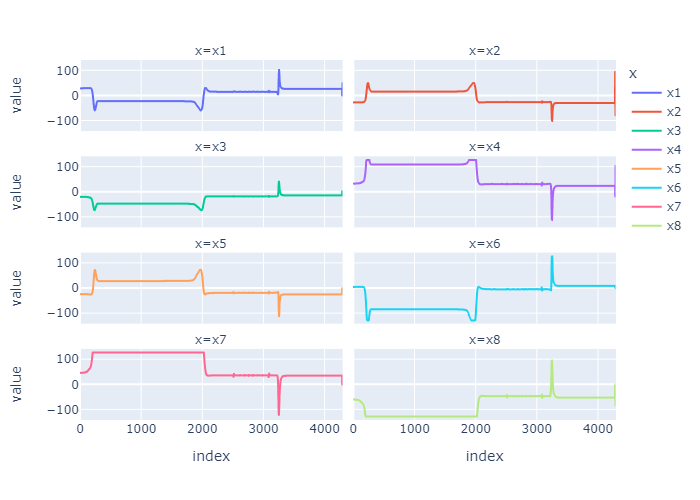 x=x1 x=x2
value 100 0 −100
x=x3 x=x4
value 100 0 −100
x=x5 x=x6
value 100 0 −100
x=x7 x=x8
value 100 0 −100
0 1000 2000 3000 4000 0 1000 2000 3000 4000
index index
x
x1
x2
x3
x4
x5
x6
x7
x8